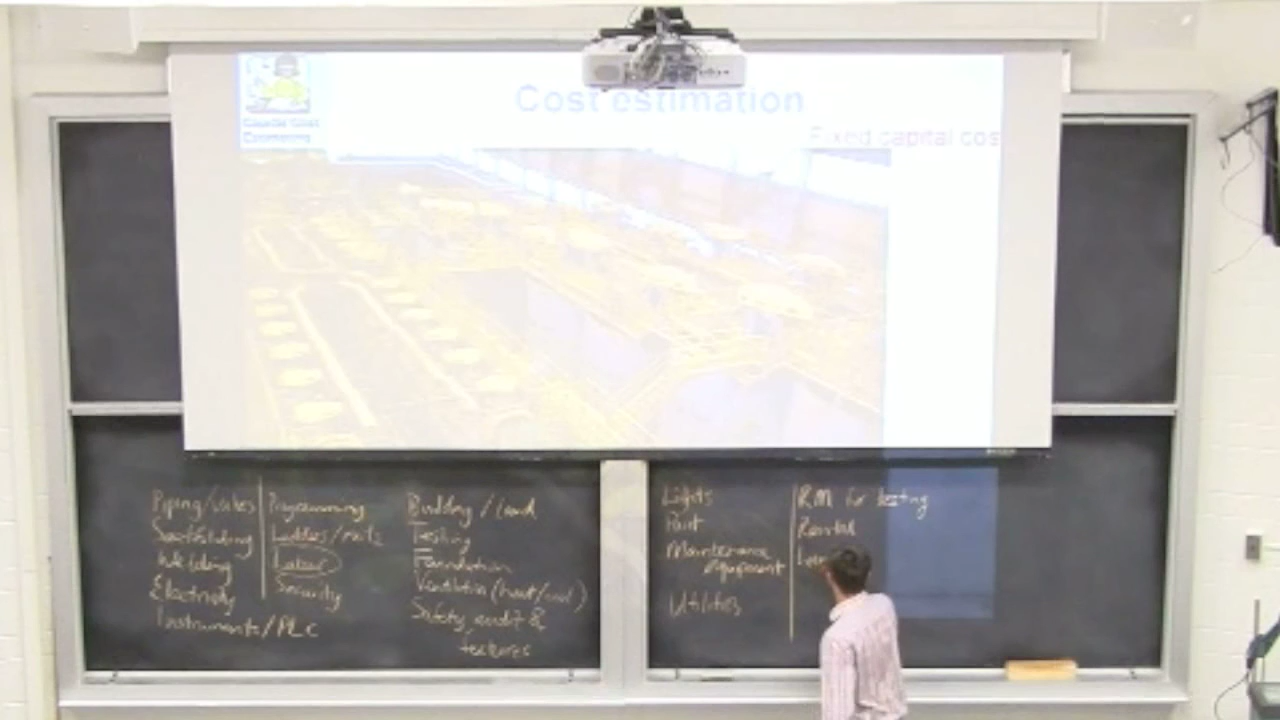 Cost estimation
Fixed capital cos
Piping/Valves
Scaffolding
Welding
Electricity
Instruments/PLC
Programming
Ladders/rails
Labour
Security
Building / Land
Testing
Foundation
Ventilation (heat/cool)
Safety audit &
features
Lights
Paint
Maintenance
equipment
Utilities
RM for testing
Rental